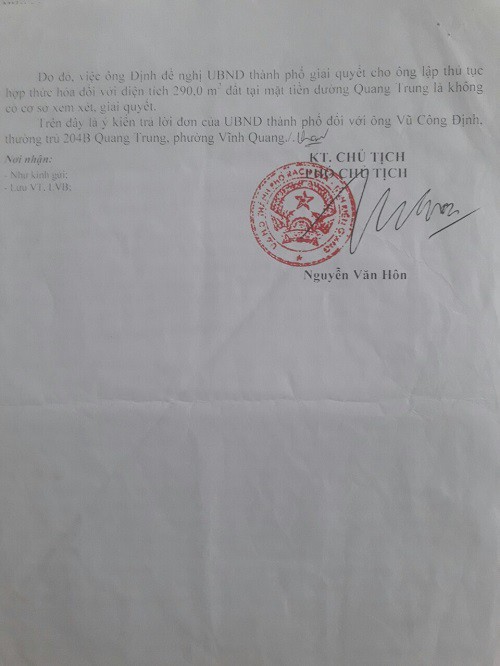 Do đó, việc ông Định đề nghị UBND thành phố giải quyết cho ông lập thủ tục
hợp thức hóa đối với diện tích 290,0 m² đất tại mặt tiền đường Quang Trung là không
có cơ sở xem xét, giải quyết.
Trên đây là ý kiến trả lời đơn của UBND thành phố đối với ông Vũ Công Định,
thường trú 204B Quang Trung, phường Vĩnh Quang./.
Nơi nhận:
- Như kính gửi;
- Lưu VT, LVB;
KT. CHỦ TỊCH
PHÓ CHỦ TỊCH
Nguyễn Văn Hôn